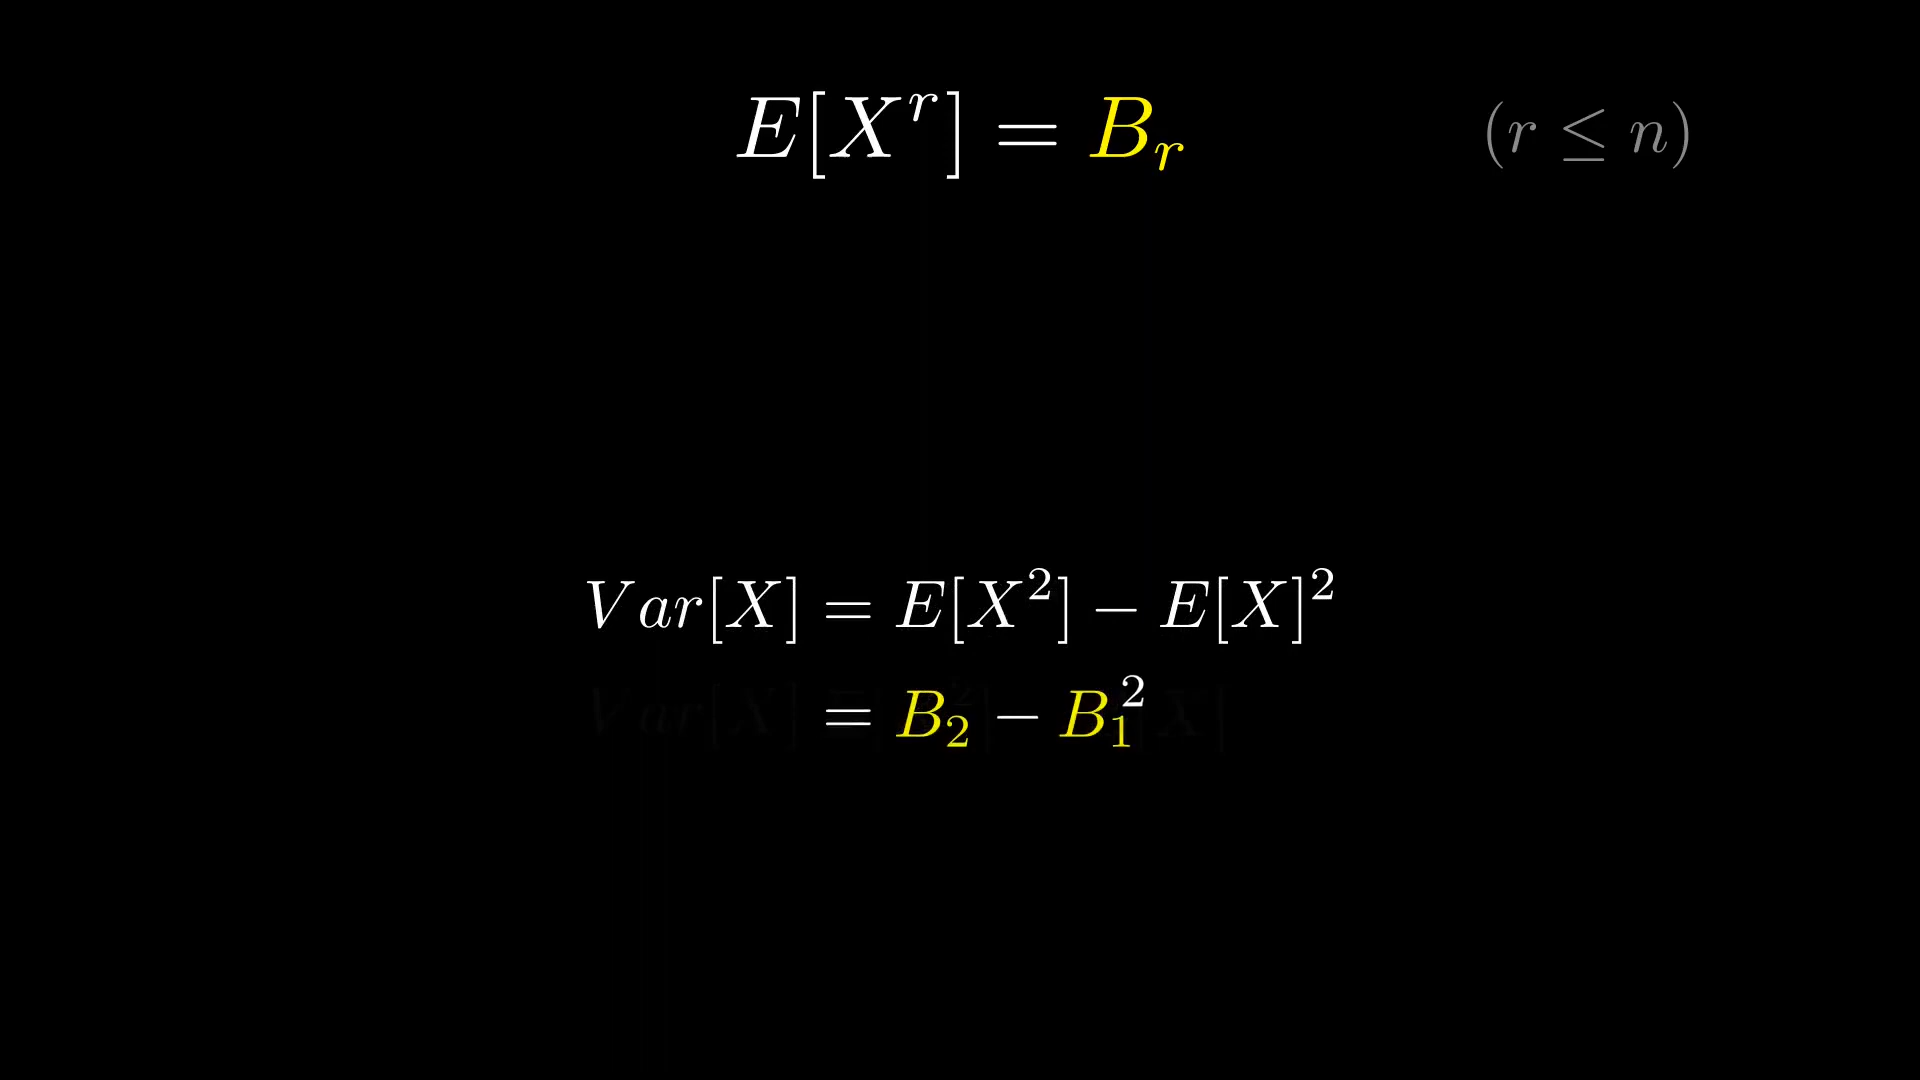 E[X^r] = B_r (r ≤ n)
Var[X] = E[X^2] − E[X]^2
= B_2 − B_1^2